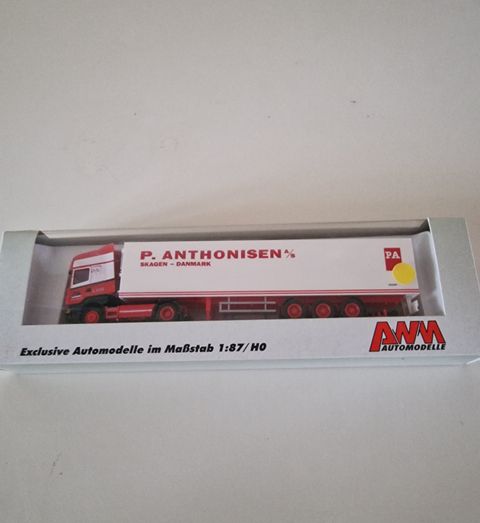 P. ANTHONISEN A/S
SKAGEN – DANMARK
PA
Exclusive Automodelle im Maßstab 1:87/H0
AWM
AUTOMODELLE